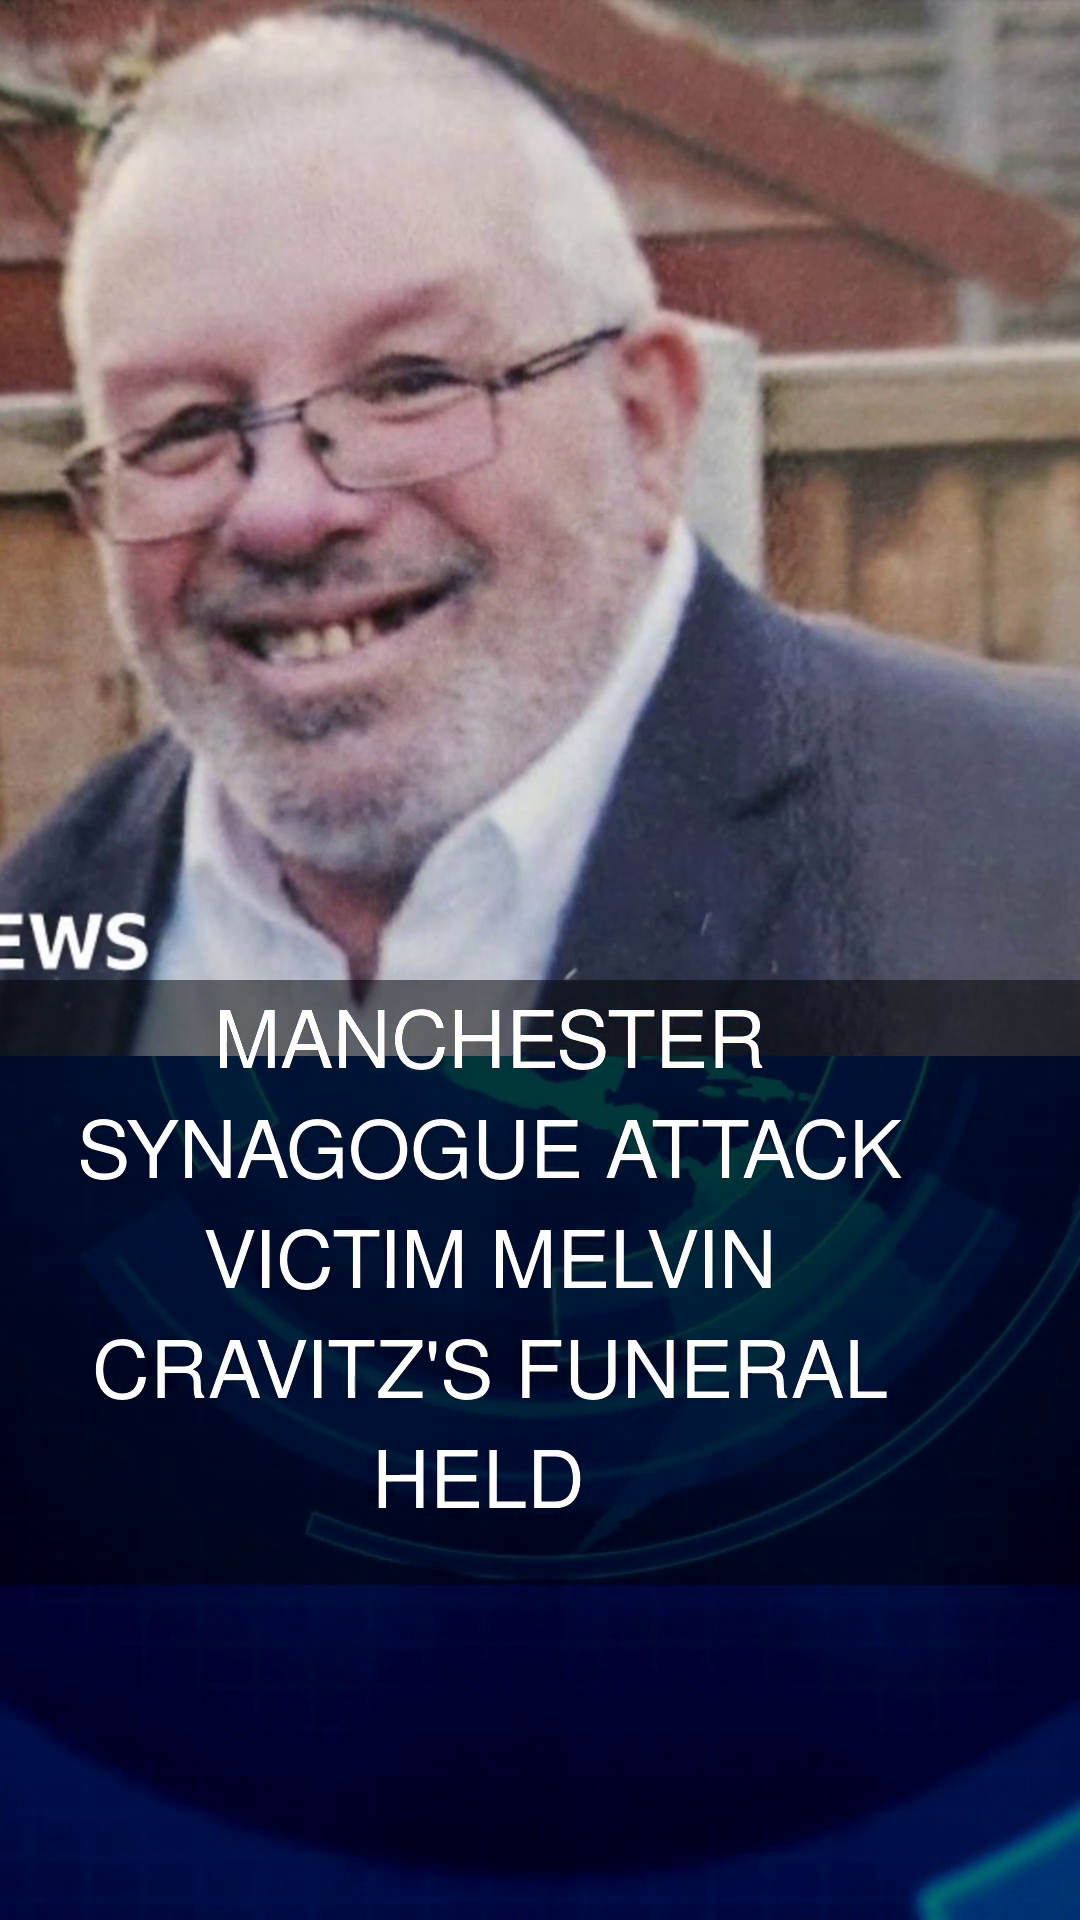 EWS
MANCHESTER
SYNAGOGUE ATTACK
VICTIM MELVIN
CRAVITZ'S FUNERAL
HELD